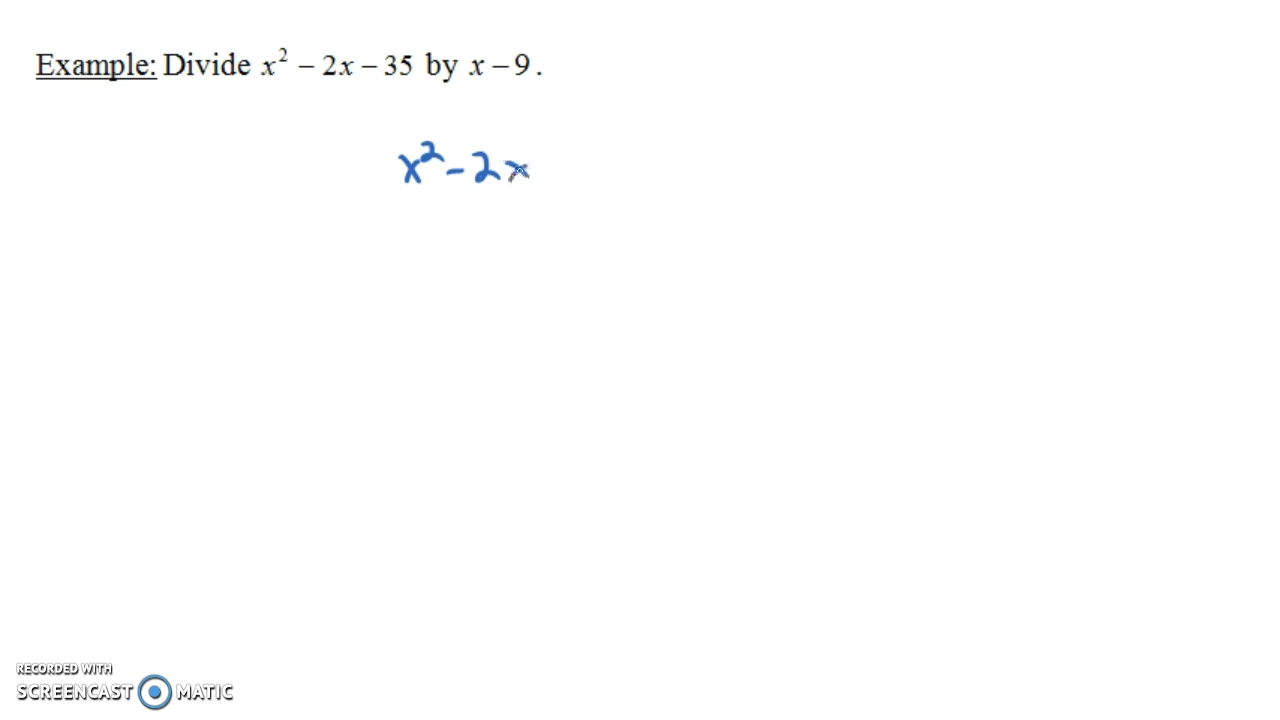 Example: Divide x² − 2x − 35 by x − 9.
x² - 2x
RECORDED WITH
SCREENCAST MATIC